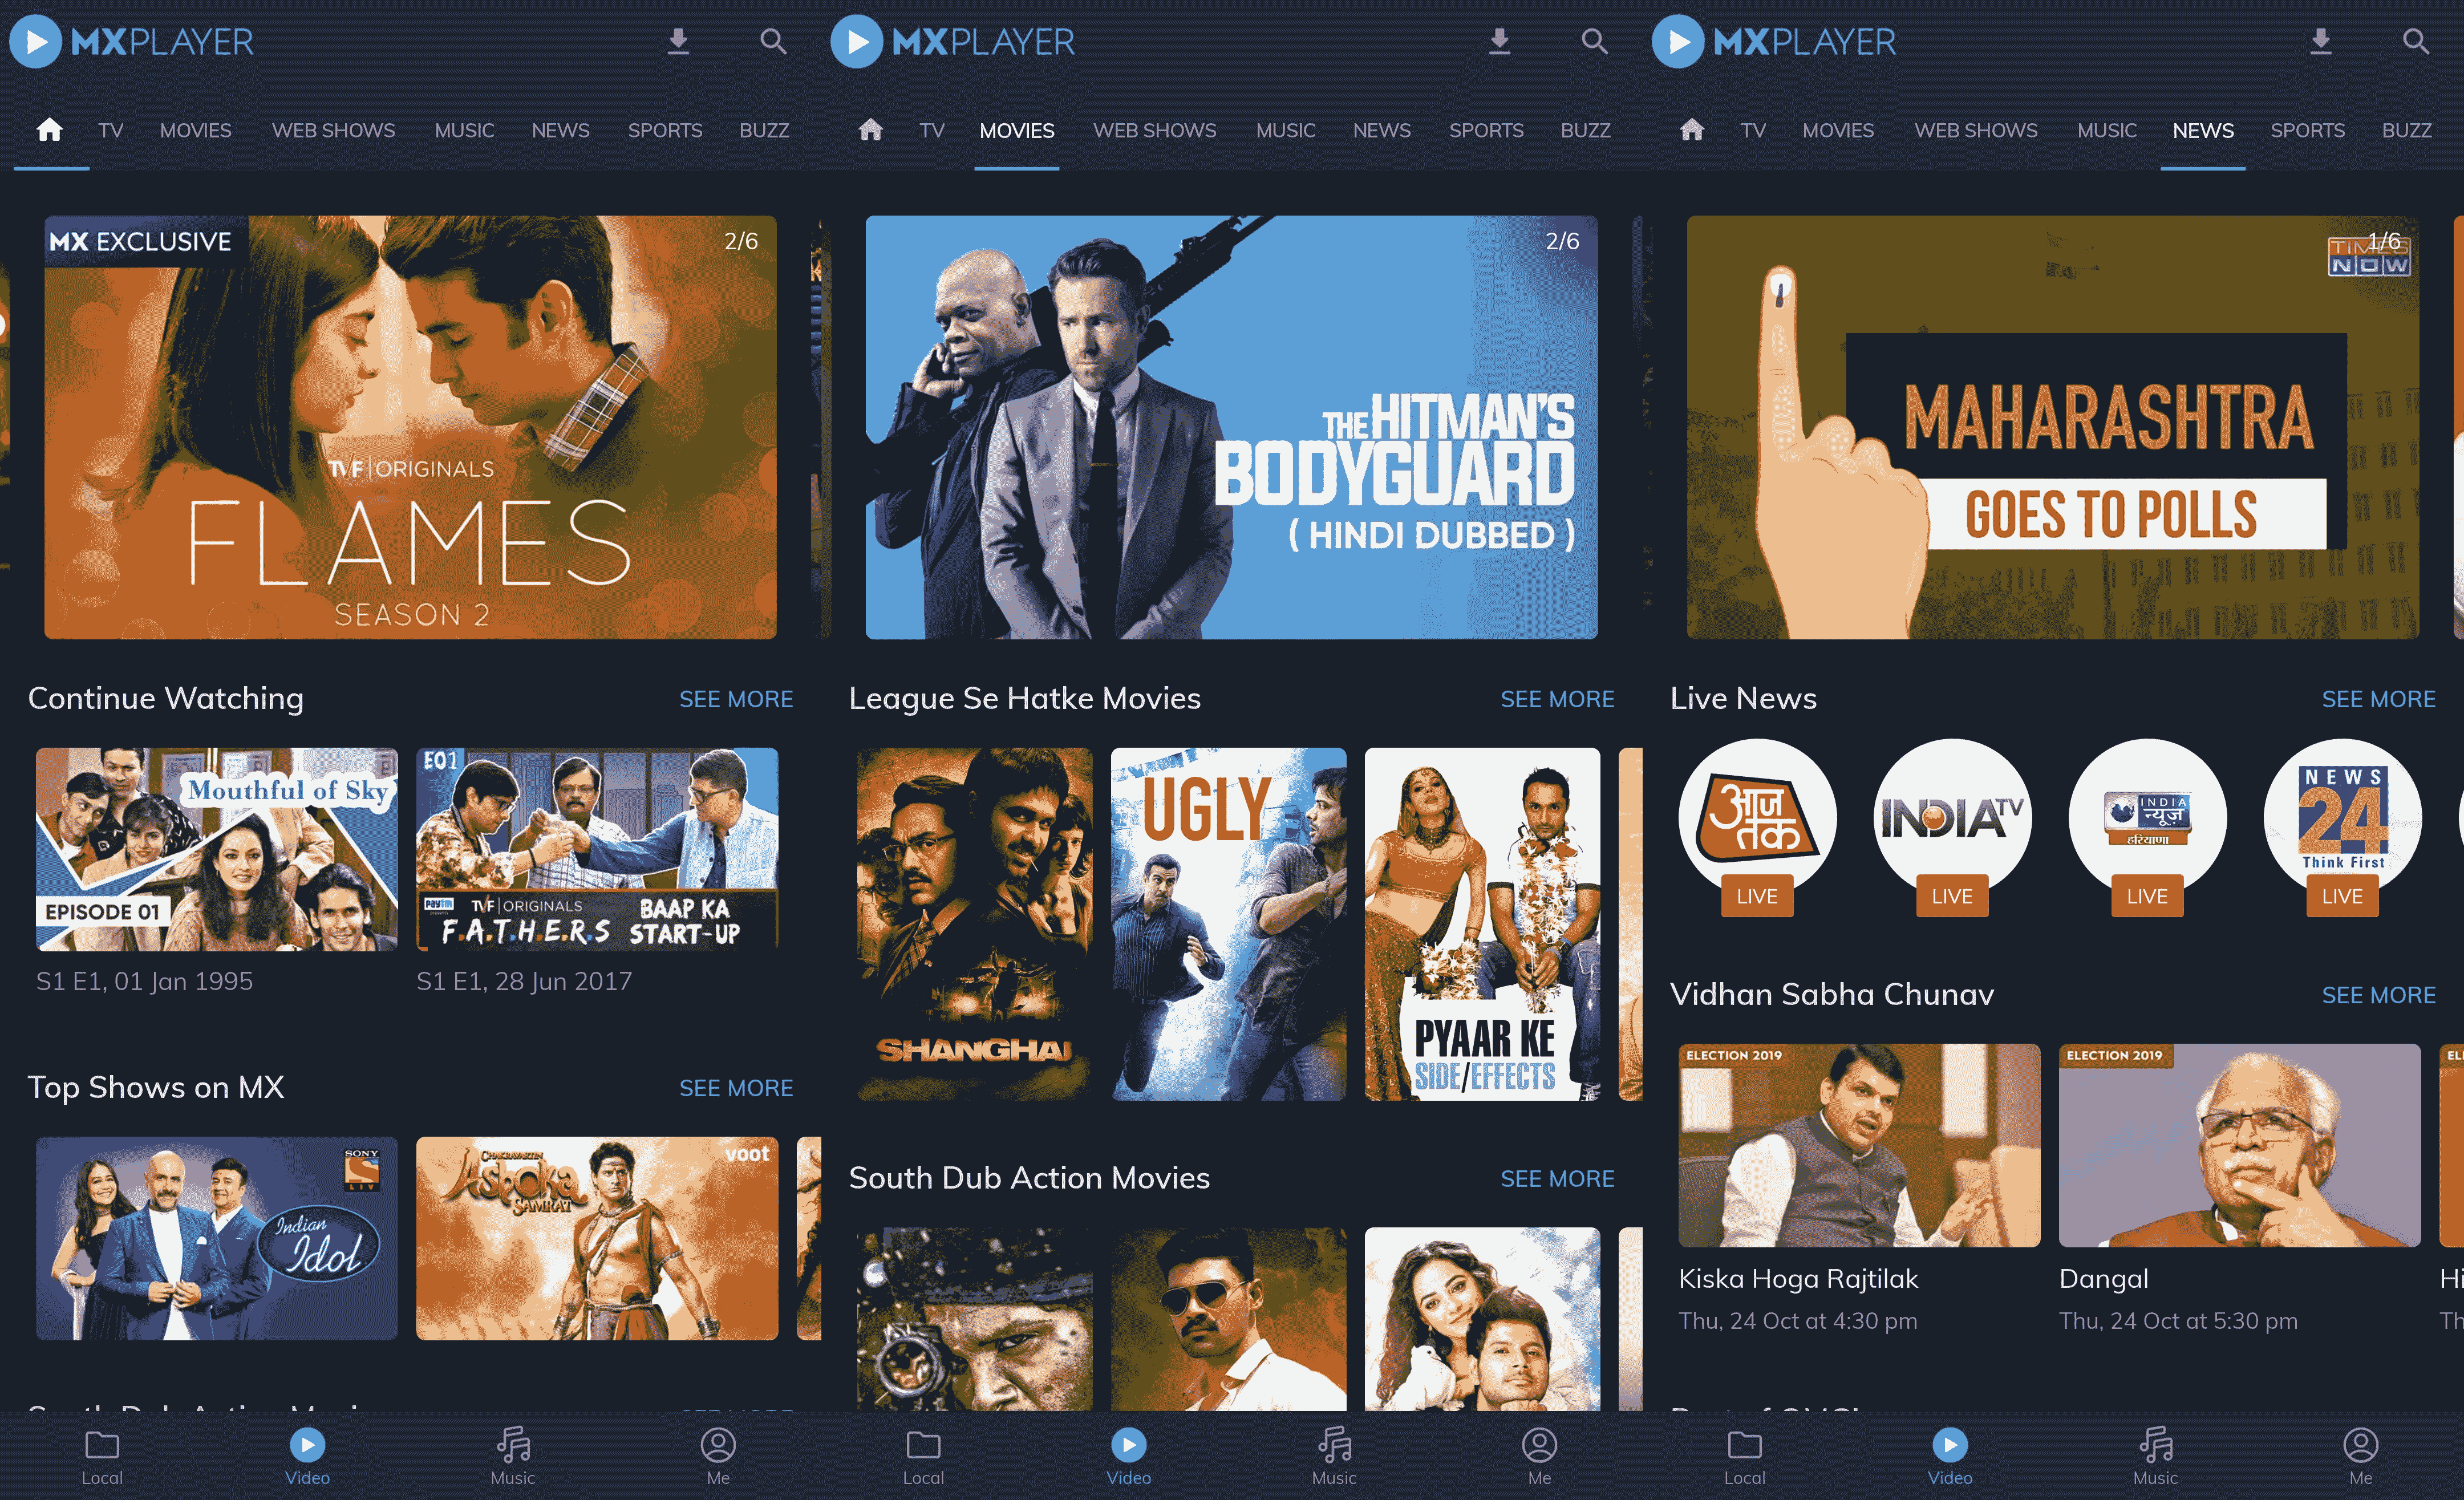 MXPLAYER
TV MOVIES WEB SHOWS MUSIC NEWS SPORTS BUZZ
MX EXCLUSIVE
2/6
TVF|ORIGINALS
FLAMES
SEASON 2
Continue Watching SEE MORE
Mouthful of Sky
EPISODE 01
S1 E1, 01 Jan 1995
E01
paytm
TVF|ORIGINALS
F.A.T.H.E.R.S
BAAP KA
START-UP
S1 E1, 28 Jun 2017
Top Shows on MX SEE MORE
SONY
LIV
Indian
Idol
CHAKRAVARTIN
ASHOKA
SAMRAT
voot
Local Video Music Me
MXPLAYER
TV MOVIES WEB SHOWS MUSIC NEWS SPORTS BUZZ
2/6
THE HITMAN'S
BODYGUARD
( HINDI DUBBED )
League Se Hatke Movies SEE MORE
SHANGHAI
UGLY
PYAAR KE
SIDE/EFFECTS
South Dub Action Movies SEE MORE
Local Video Music Me
MXPLAYER
TV MOVIES WEB SHOWS MUSIC NEWS SPORTS BUZZ
1/6
TIMES
NOW
MAHARASHTRA
GOES TO POLLS
Live News SEE MORE
आज
तक
LIVE
INDIA TV
LIVE
INDIA
न्यूज़
हरियाणा
LIVE
NEWS
24
Think First
LIVE
Vidhan Sabha Chunav SEE MORE
ELECTION 2019
Kiska Hoga Rajtilak
Thu, 24 Oct at 4:30 pm
ELECTION 2019
Dangal
Thu, 24 Oct at 5:30 pm
Local Video Music Me